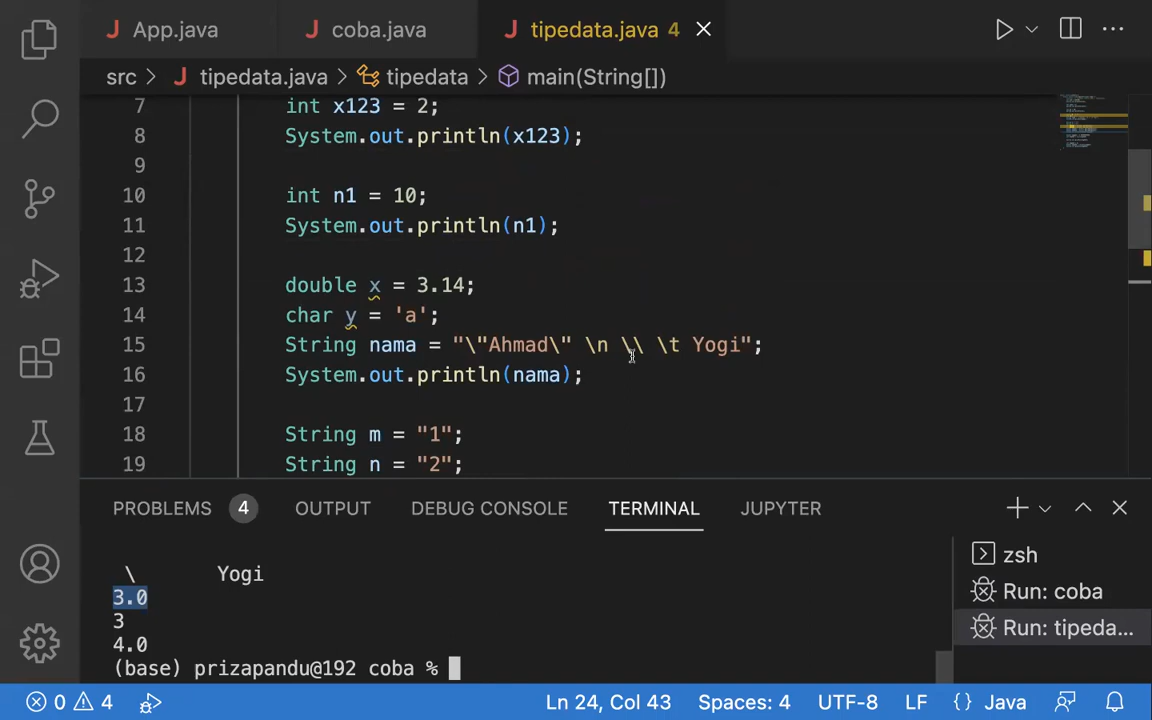 App.java coba.java tipedata.java 4
src > tipedata.java > tipedata > main(String[])
7 int x123 = 2;
8 System.out.println(x123);
9
10 int n1 = 10;
11 System.out.println(n1);
12
13 double x = 3.14;
14 char y = 'a';
15 String nama = "\"Ahmad\" \n \\ \t Yogi";
16 System.out.println(nama);
17
18 String m = "1";
19 String n = "2";
PROBLEMS 4 OUTPUT DEBUG CONSOLE TERMINAL JUPYTER
\ Yogi
3.0
3
4.0
(base) prizapandu@192 coba %
zsh
Run: coba
Run: tipeda...
0 4 Ln 24, Col 43 Spaces: 4 UTF-8 LF {} Java